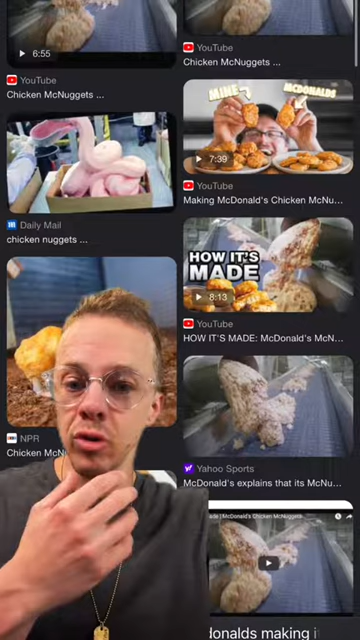 6:55
YouTube
Chicken McNuggets ...
YouTube
Chicken McNuggets ...
MINE
MCDONALDS
7:39
YouTube
Making McDonald's Chicken McNu...
Daily Mail
chicken nuggets ...
HOW IT'S
MADE
8:13
YouTube
HOW IT'S MADE: McDonald's McN...
NPR
Chicken McN
Yahoo Sports
McDonald's explains that its McNu...
ade | McDonald's Chicken McNuggets
donalds making i